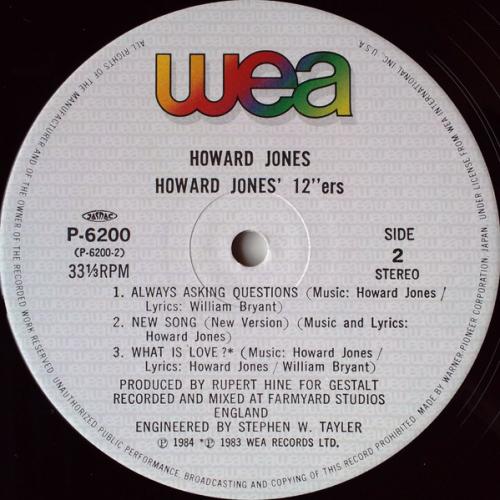 wea
HOWARD JONES
HOWARD JONES' 12"ers
JASRAC
P-6200
(P-6200-2)
33⅓RPM
SIDE
2
STEREO
1. ALWAYS ASKING QUESTIONS (Music: Howard Jones /
Lyrics: William Bryant)
2. NEW SONG (New Version) (Music and Lyrics:
Howard Jones)
3. WHAT IS LOVE?* (Music: Howard Jones /
Lyrics: Howard Jones / William Bryant)
PRODUCED BY RUPERT HINE FOR GESTALT
RECORDED AND MIXED AT FARMYARD STUDIOS
ENGLAND
ENGINEERED BY STEPHEN W. TAYLER
℗ 1984 *℗ 1983 WEA RECORDS LTD.
ALL RIGHTS OF THE MANUFACTURER AND OF THE OWNER OF THE RECORDED WORK RESERVED. UNAUTHORIZED PUBLIC PERFORMANCE, BROADCASTING AND COPYING OF THIS RECORD PROHIBITED. MADE BY WARNER-PIONEER CORPORATION, JAPAN, UNDER LICENSE FROM WEA INTERNATIONAL INC., U.S.A.